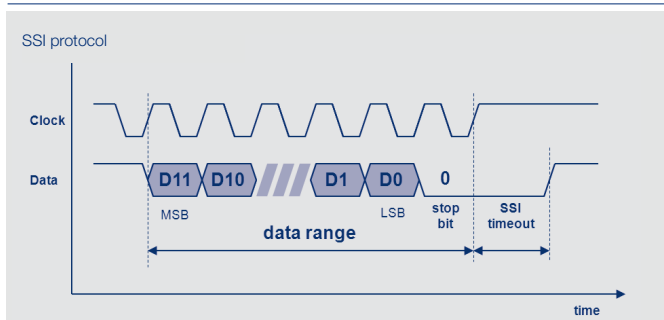 SSI protocol
Clock
Data
D11 D10 D1 D0 0
MSB
LSB
stop
bit
SSI
timeout
data range
time